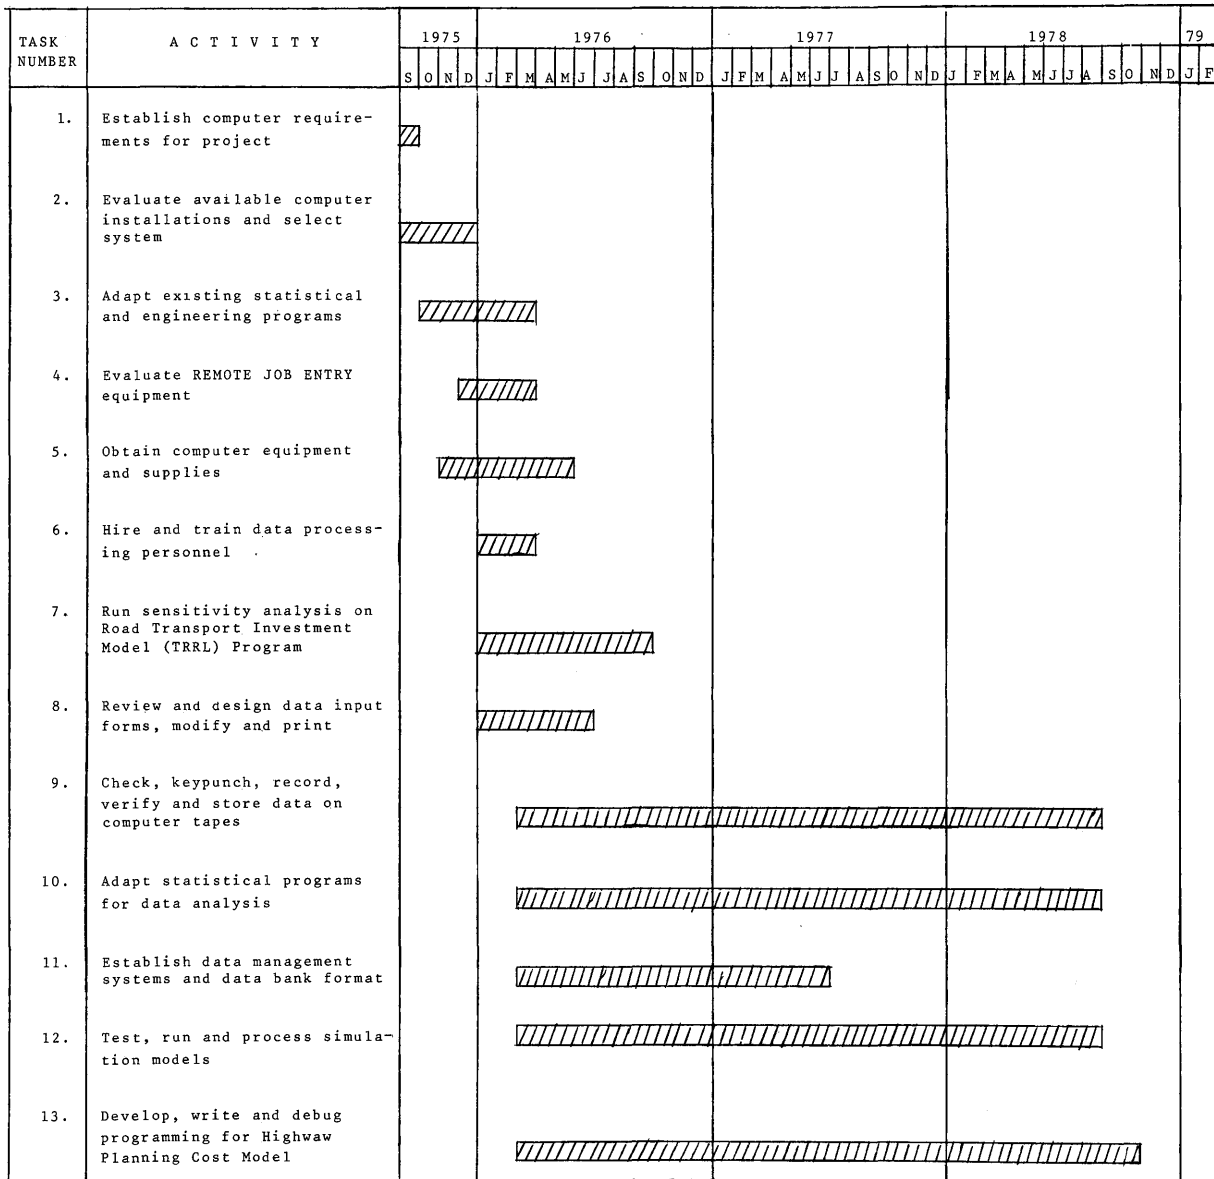 1975 1976 1977 1978 79
TASK NUMBER A C T I V I T Y
S O N D J F M A M J J A S O N D J F M A M J J A S O N D J F M A M J J A S O N D J F
1. Establish computer require-
ments for project
2. Evaluate available computer
installations and select
system
3. Adapt existing statistical
and engineering programs
4. Evaluate REMOTE JOB ENTRY
equipment
5. Obtain computer equipment
and supplies
6. Hire and train data process-
ing personnel
7. Run sensitivity analysis on
Road Transport Investment
Model (TRRL) Program
8. Review and design data input
forms, modify and print
9. Check, keypunch, record,
verify and store data on
computer tapes
10. Adapt statistical programs
for data analysis
11. Establish data management
systems and data bank format
12. Test, run and process simula-
tion models
13. Develop, write and debug
programming for Highwaw
Planning Cost Model